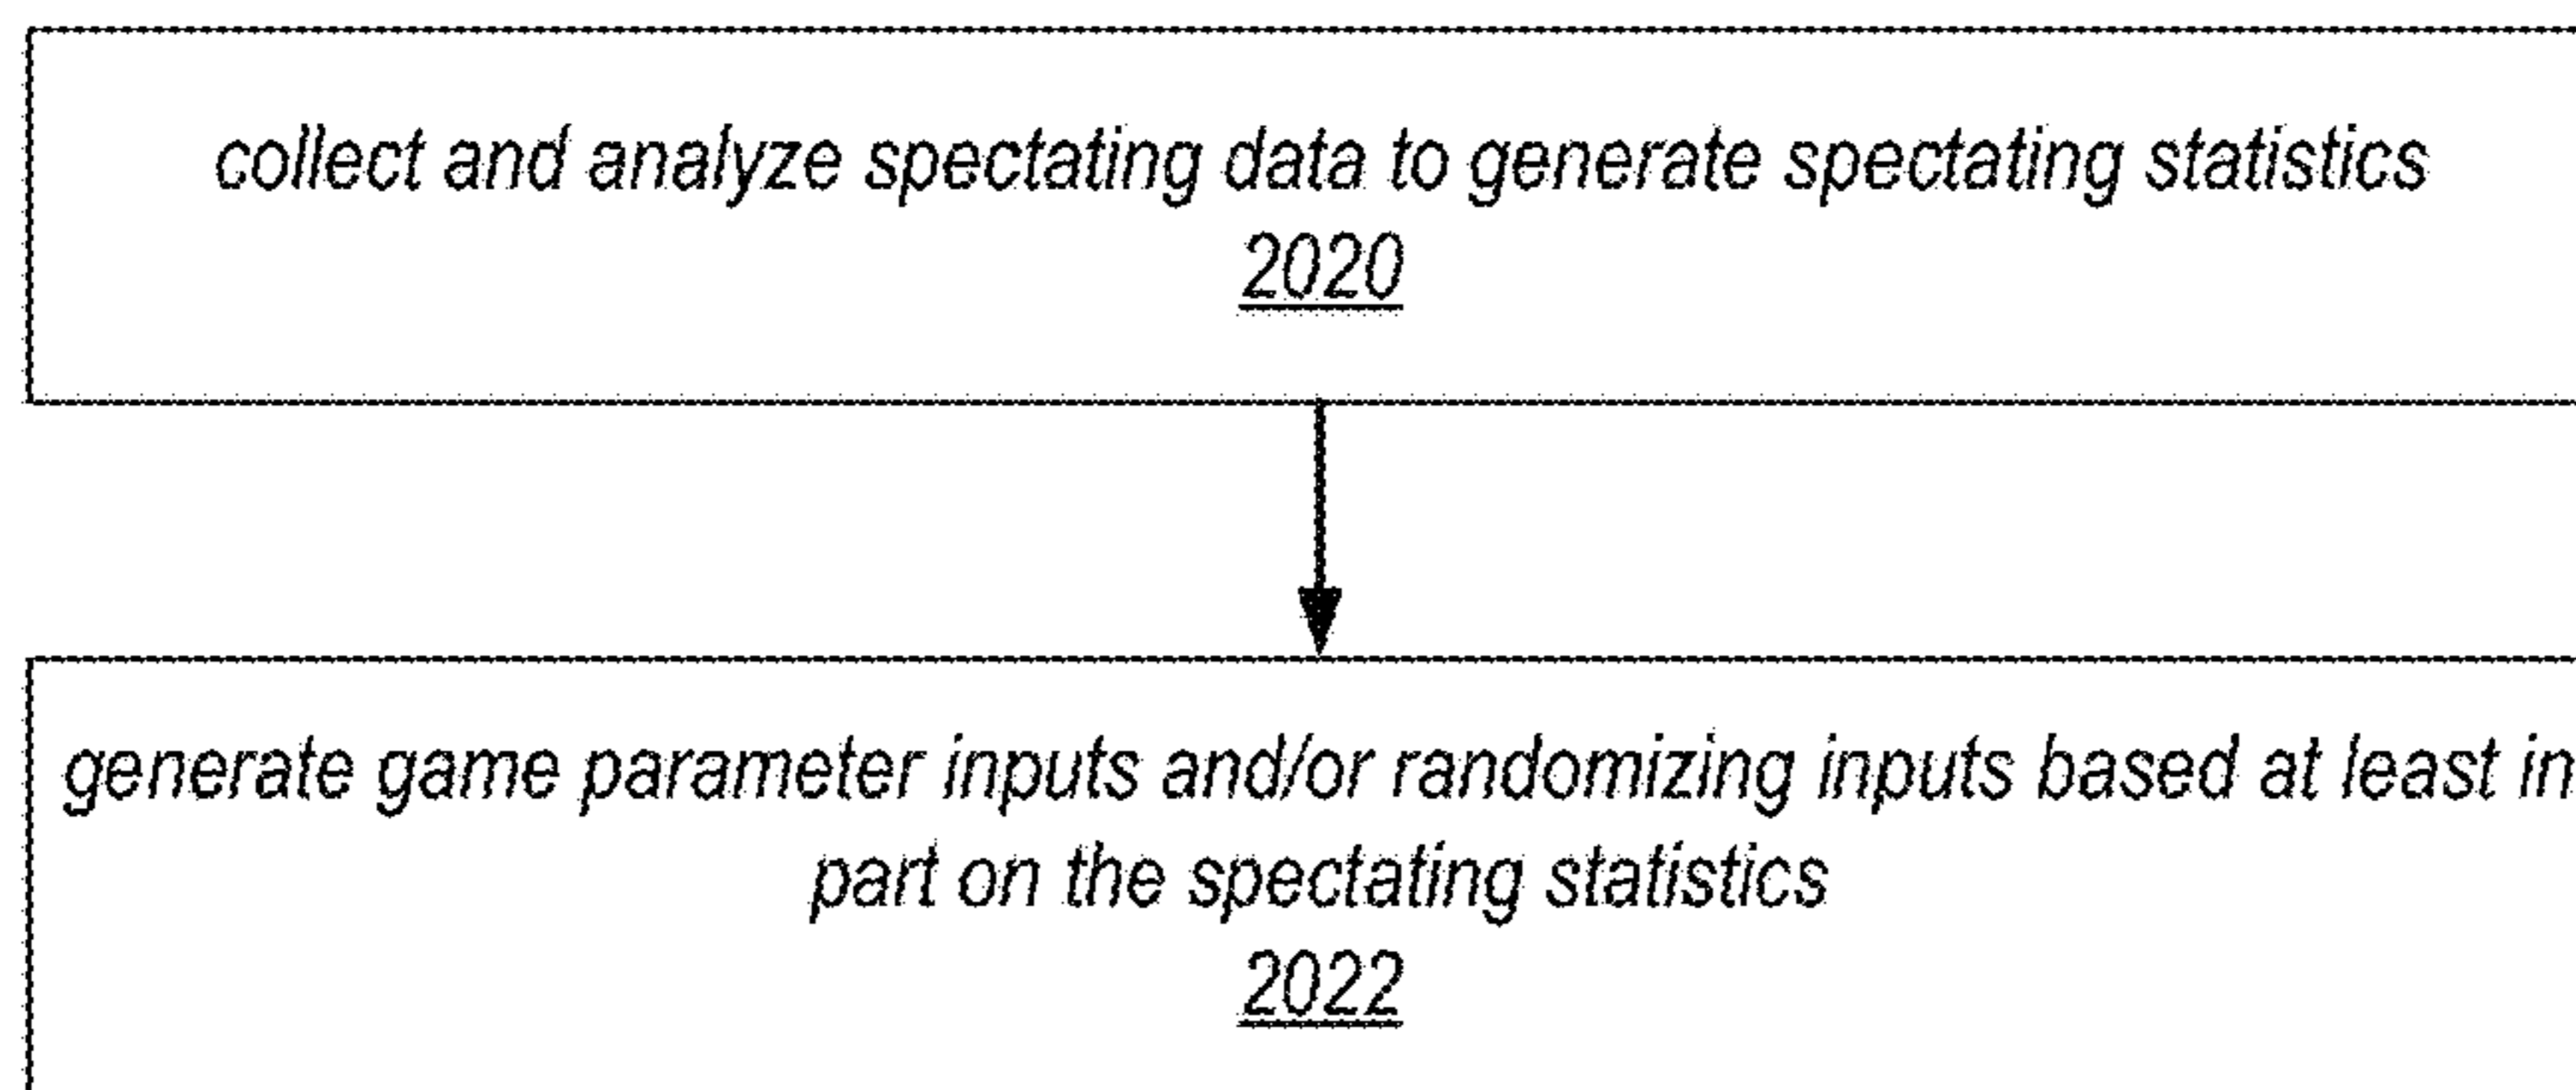 collect and analyze spectating data to generate spectating statistics
2020
generate game parameter inputs and/or randomizing inputs based at least in
part on the spectating statistics
2022